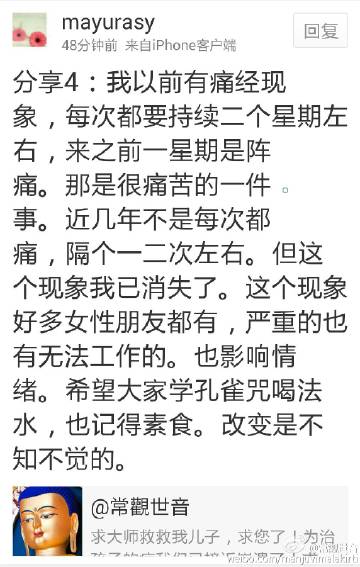 mayurasy
48分钟前 来自iPhone客户端
回复
分享4：我以前有痛经现
象，每次都要持续二个星期左
右，来之前一星期是阵
痛。那是很痛苦的一件
事。近几年不是每次都
痛，隔个一二次左右。但这
个现象我已消失了。这个现象
好多女性朋友都有，严重的也
有无法工作的。也影响情
绪。希望大家学孔雀咒喝法
水，也记得素食。改变是不
知不觉的。
@常觀世音
求大师救救我儿子，求您了！为治
@常觀世音
weibo.com/manjuvimalakirb